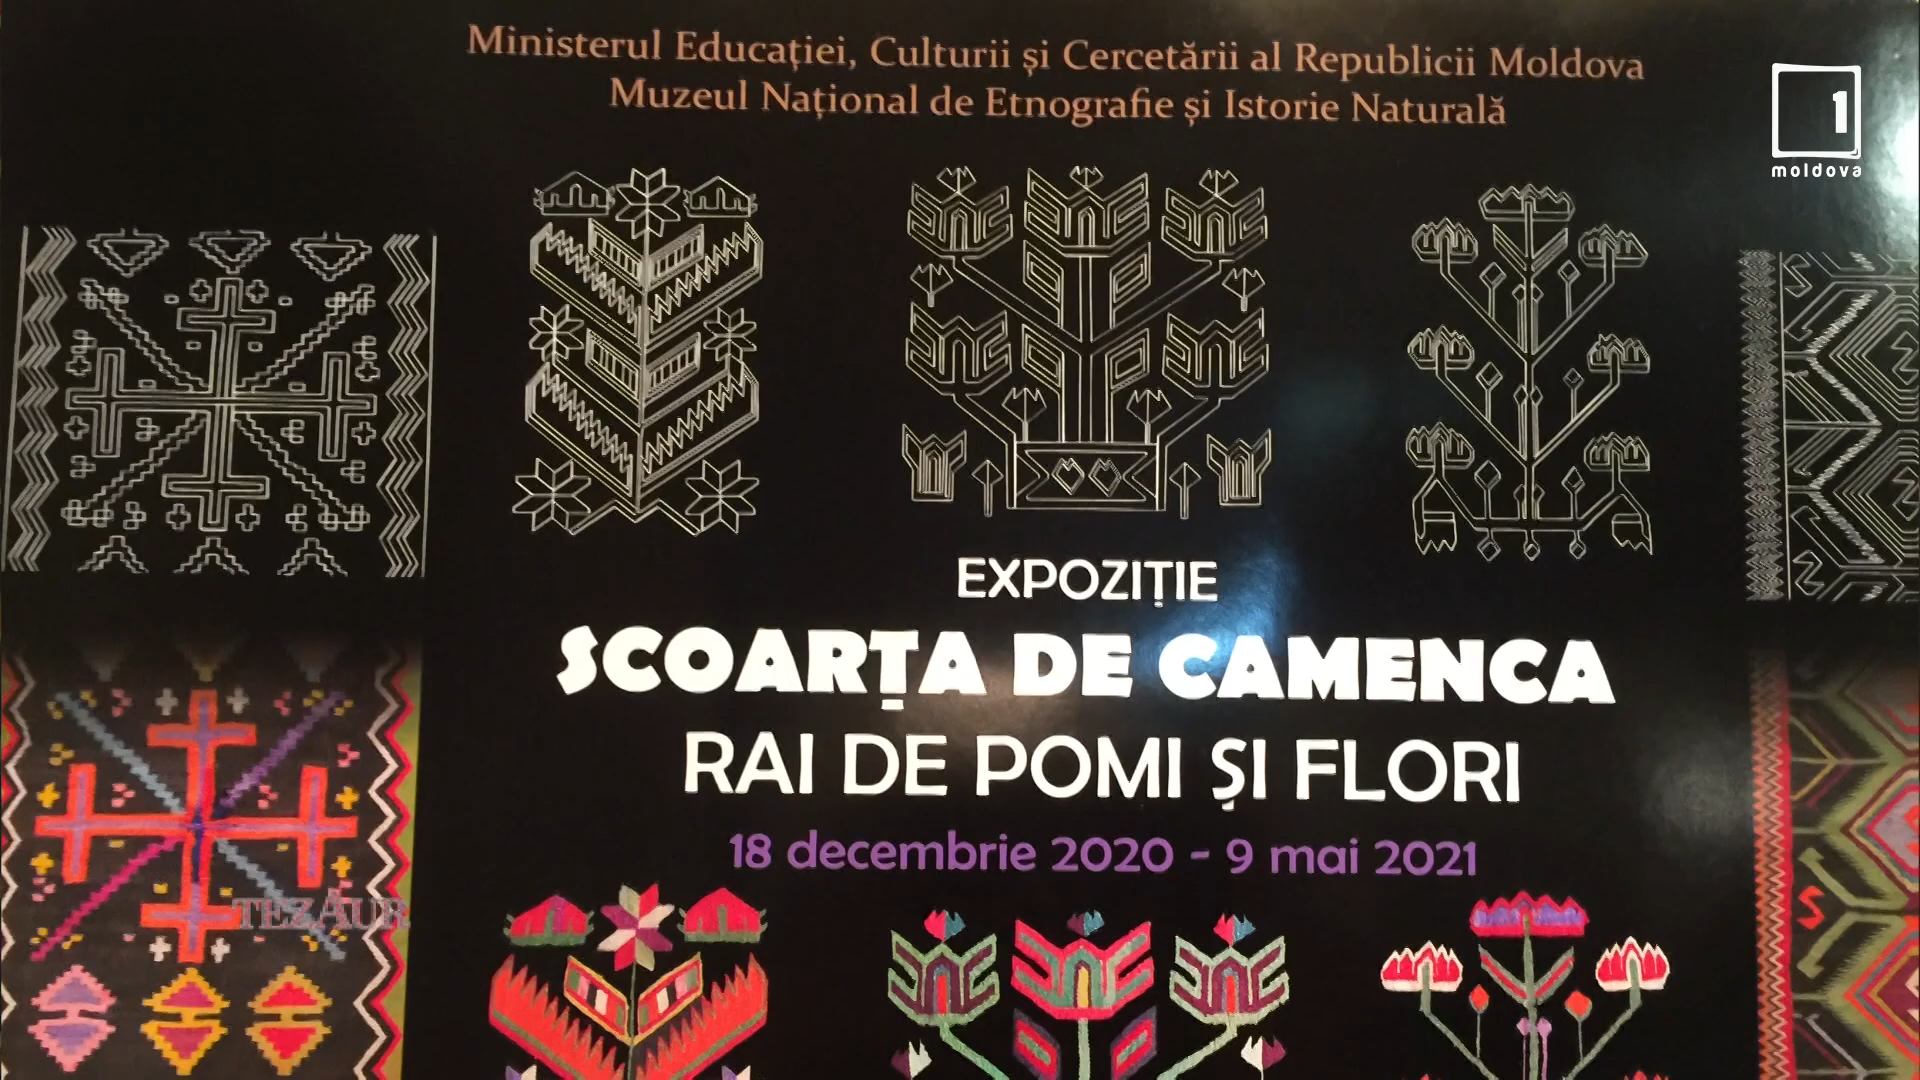 Ministerul Educației, Culturii și Cercetării al Republicii Moldova
Muzeul Național de Etnografie și Istorie Naturală
1
moldova
EXPOZIȚIE
SCOARȚA DE CAMENCA
RAI DE POMI ȘI FLORI
18 decembrie 2020 - 9 mai 2021
TEZAUR